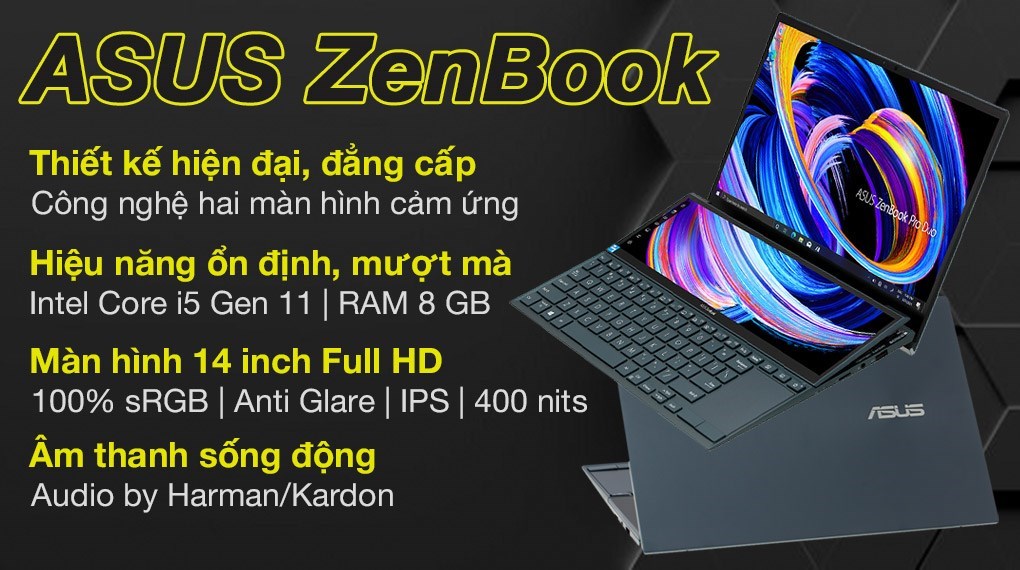 ASUS ZenBook
Thiết kế hiện đại, đẳng cấp
Công nghệ hai màn hình cảm ứng
Hiệu năng ổn định, mượt mà
Intel Core i5 Gen 11 | RAM 8 GB
Màn hình 14 inch Full HD
100% sRGB | Anti Glare | IPS | 400 nits
Âm thanh sống động
Audio by Harman/Kardon
ASUS ZenBook Pro Duo
ASUS